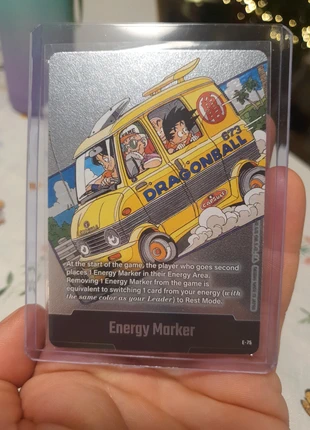 673
DRAGONBALL
At the start of the game, the player who goes second
places 1 Energy Marker in their Energy Area.
Removing 1 Energy Marker from the game is
equivalent to switching 1 card from your energy (with
the same color as your Leader) to Rest Mode.
Energy Marker
E-75